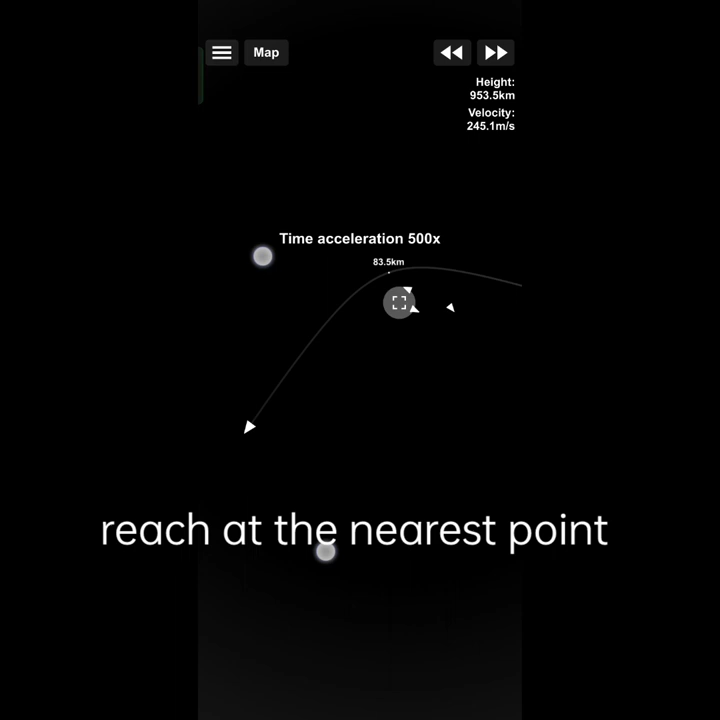 Map
Height:
953.5km
Velocity:
245.1m/s
Time acceleration 500x
83.5km
reach at the nearest point